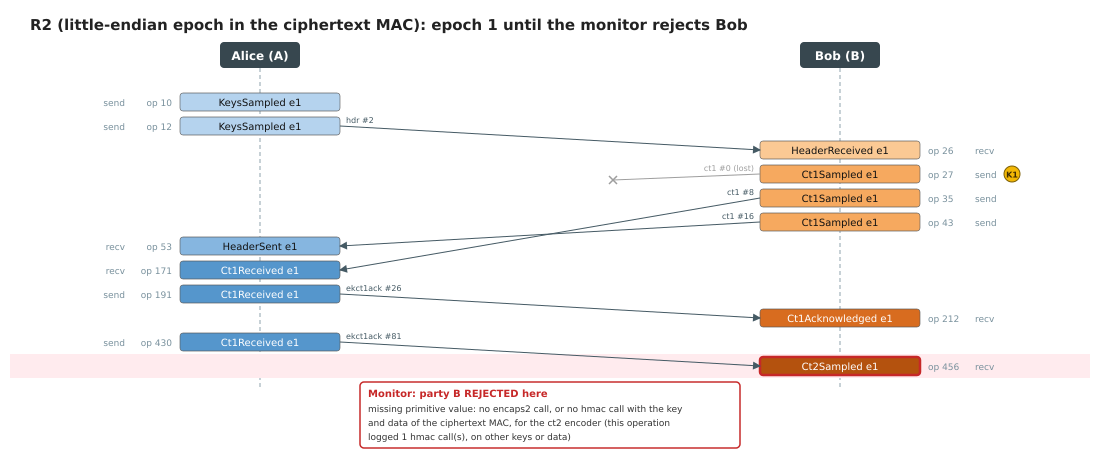 R2 (little-endian epoch in the ciphertext MAC): epoch 1 until the monitor rejects Bob
Alice (A)
Bob (B)
send op 10 KeysSampled e1
send op 12 KeysSampled e1 hdr #2
HeaderReceived e1 op 26 recv
ct1 #0 (lost) Ct1Sampled e1 op 27 send K1
ct1 #8 Ct1Sampled e1 op 35 send
ct1 #16 Ct1Sampled e1 op 43 send
recv op 53 HeaderSent e1
recv op 171 Ct1Received e1
send op 191 Ct1Received e1 ekct1ack #26
Ct1Acknowledged e1 op 212 recv
send op 430 Ct1Received e1 ekct1ack #81
Ct2Sampled e1 op 456 recv
Monitor: party B REJECTED here
missing primitive value: no encaps2 call, or no hmac call with the key
and data of the ciphertext MAC, for the ct2 encoder (this operation
logged 1 hmac call(s), on other keys or data)